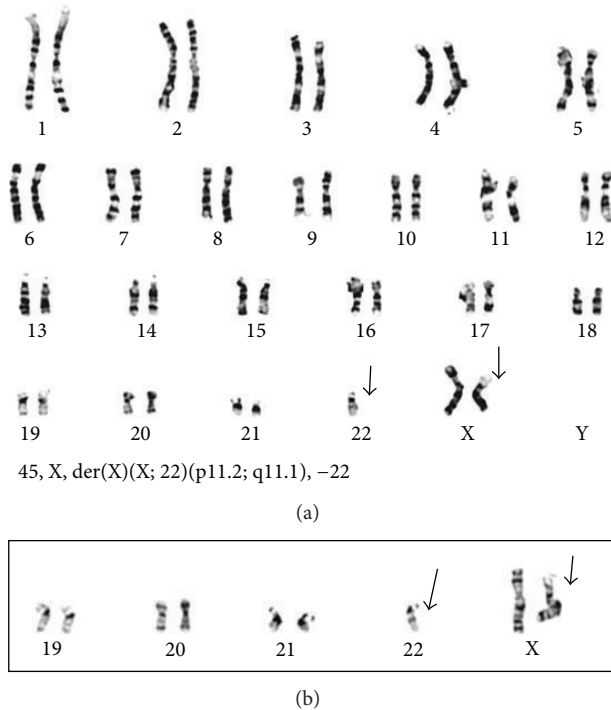 1 2 3 4 5
6 7 8 9 10 11 12
13 14 15 16 17 18
19 20 21 22 X Y
45, X, der(X)(X; 22)(p11.2; q11.1), −22
(a)
19 20 21 22 X
(b)